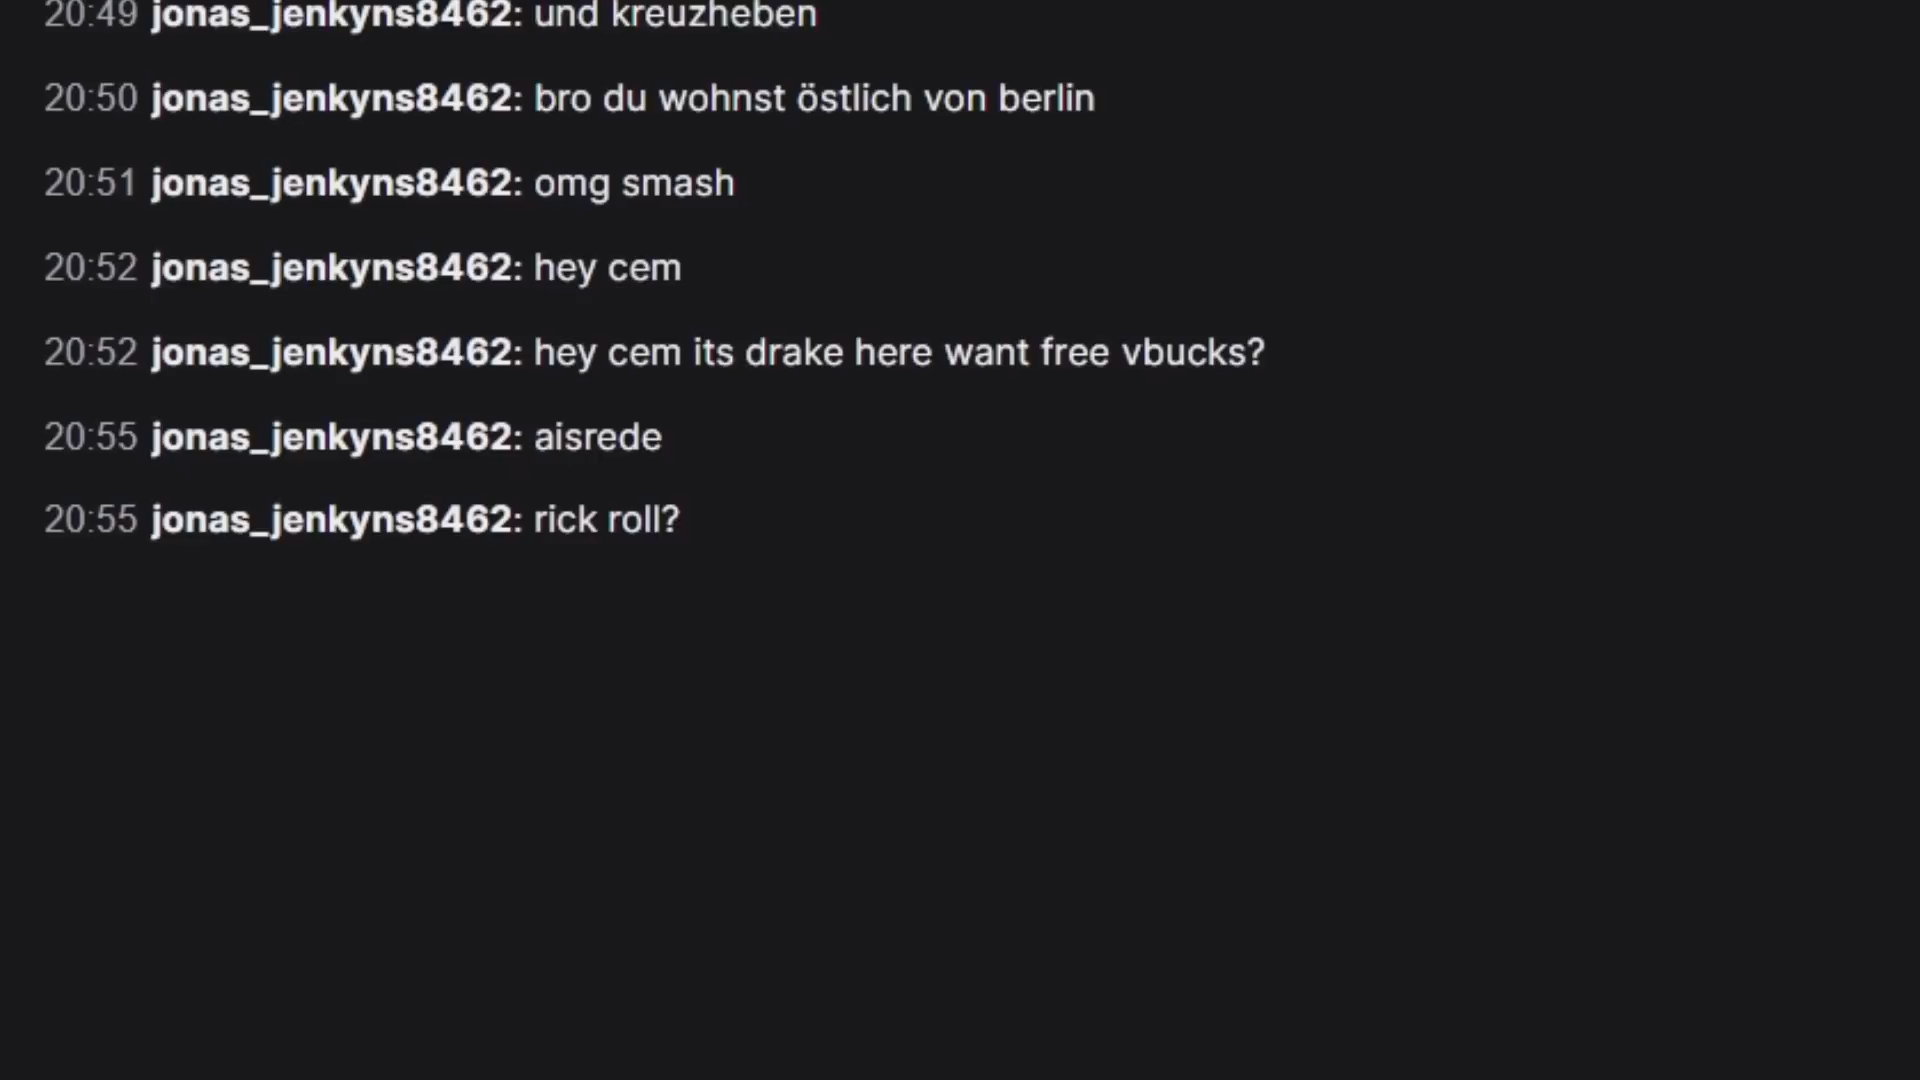 20:49 jonas_jenkyns8462: und kreuzheben
20:50 jonas_jenkyns8462: bro du wohnst östlich von berlin
20:51 jonas_jenkyns8462: omg smash
20:52 jonas_jenkyns8462: hey cem
20:52 jonas_jenkyns8462: hey cem its drake here want free vbucks?
20:55 jonas_jenkyns8462: aisrede
20:55 jonas_jenkyns8462: rick roll?